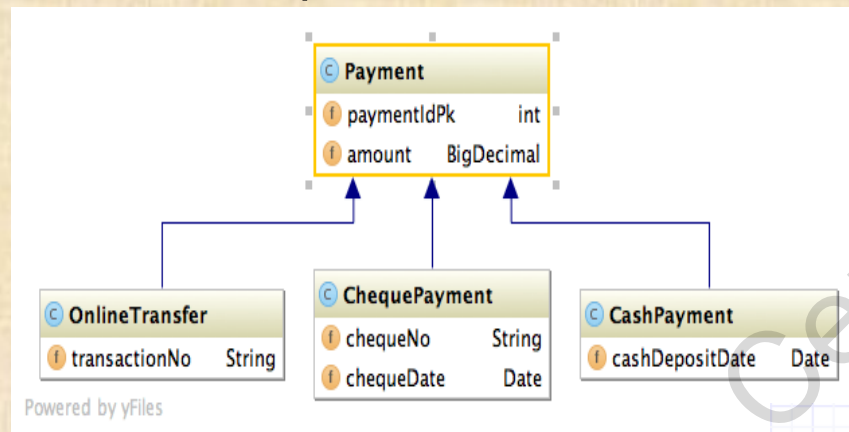 Payment
paymentIdPk int
amount BigDecimal
OnlineTransfer
transactionNo String
ChequePayment
chequeNo String
chequeDate Date
CashPayment
cashDepositDate Date
Powered by yFiles